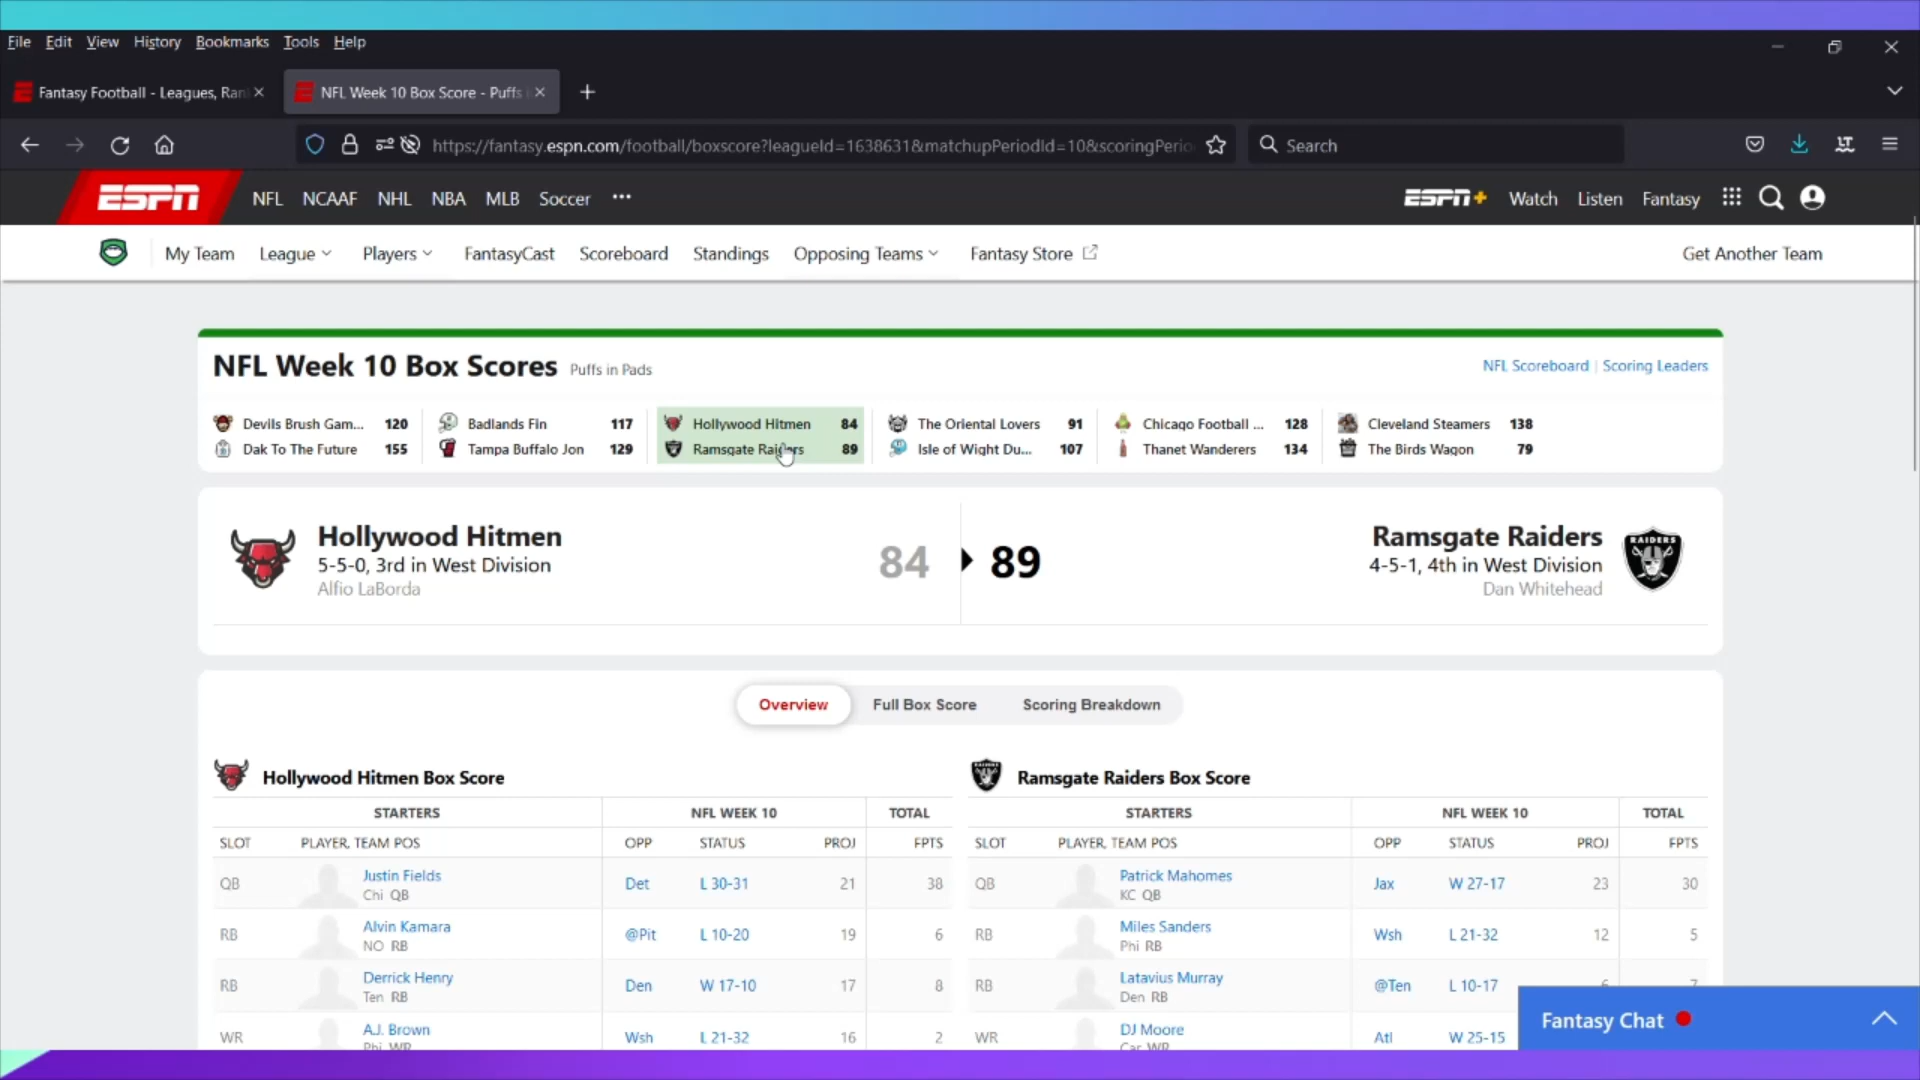 File Edit View History Bookmarks Tools Help
Fantasy Football - Leagues, Ran
NFL Week 10 Box Score - Puffs i
https://fantasy.espn.com/football/boxscore?leagueId=1638631&matchupPeriodId=10&scoringPerio
Search
ESPN NFL NCAAF NHL NBA MLB Soccer ••• ESPN+ Watch Listen Fantasy
My Team League Players FantasyCast Scoreboard Standings Opposing Teams Fantasy Store Get Another Team
NFL Week 10 Box Scores Puffs in Pads NFL Scoreboard | Scoring Leaders
Devils Brush Gam... 120 Badlands Fin 117 Hollywood Hitmen 84 The Oriental Lovers 91 Chicago Football ... 128 Cleveland Steamers 138
Dak To The Future 155 Tampa Buffalo Jon 129 Ramsgate Raiders 89 Isle of Wight Du... 107 Thanet Wanderers 134 The Birds Wagon 79
Hollywood Hitmen
5-5-0, 3rd in West Division
Alfio LaBorda
84 89
Ramsgate Raiders
4-5-1, 4th in West Division
Dan Whitehead
RAIDERS
Overview Full Box Score Scoring Breakdown
Hollywood Hitmen Box Score
STARTERS NFL WEEK 10 TOTAL
SLOT PLAYER, TEAM POS OPP STATUS PROJ FPTS
QB Justin Fields Det L 30-31 21 38
Chi QB
RB Alvin Kamara @Pit L 10-20 19 6
NO RB
RB Derrick Henry Den W 17-10 17 8
Ten RB
WR A.J. Brown Wsh L 21-32 16 2
Phi WR
Ramsgate Raiders Box Score
STARTERS NFL WEEK 10 TOTAL
SLOT PLAYER, TEAM POS OPP STATUS PROJ FPTS
QB Patrick Mahomes Jax W 27-17 23 30
KC QB
RB Miles Sanders Wsh L 21-32 12 5
Phi RB
RB Latavius Murray @Ten L 10-17
Den RB
WR DJ Moore Atl W 25-15
Car WR
Fantasy Chat